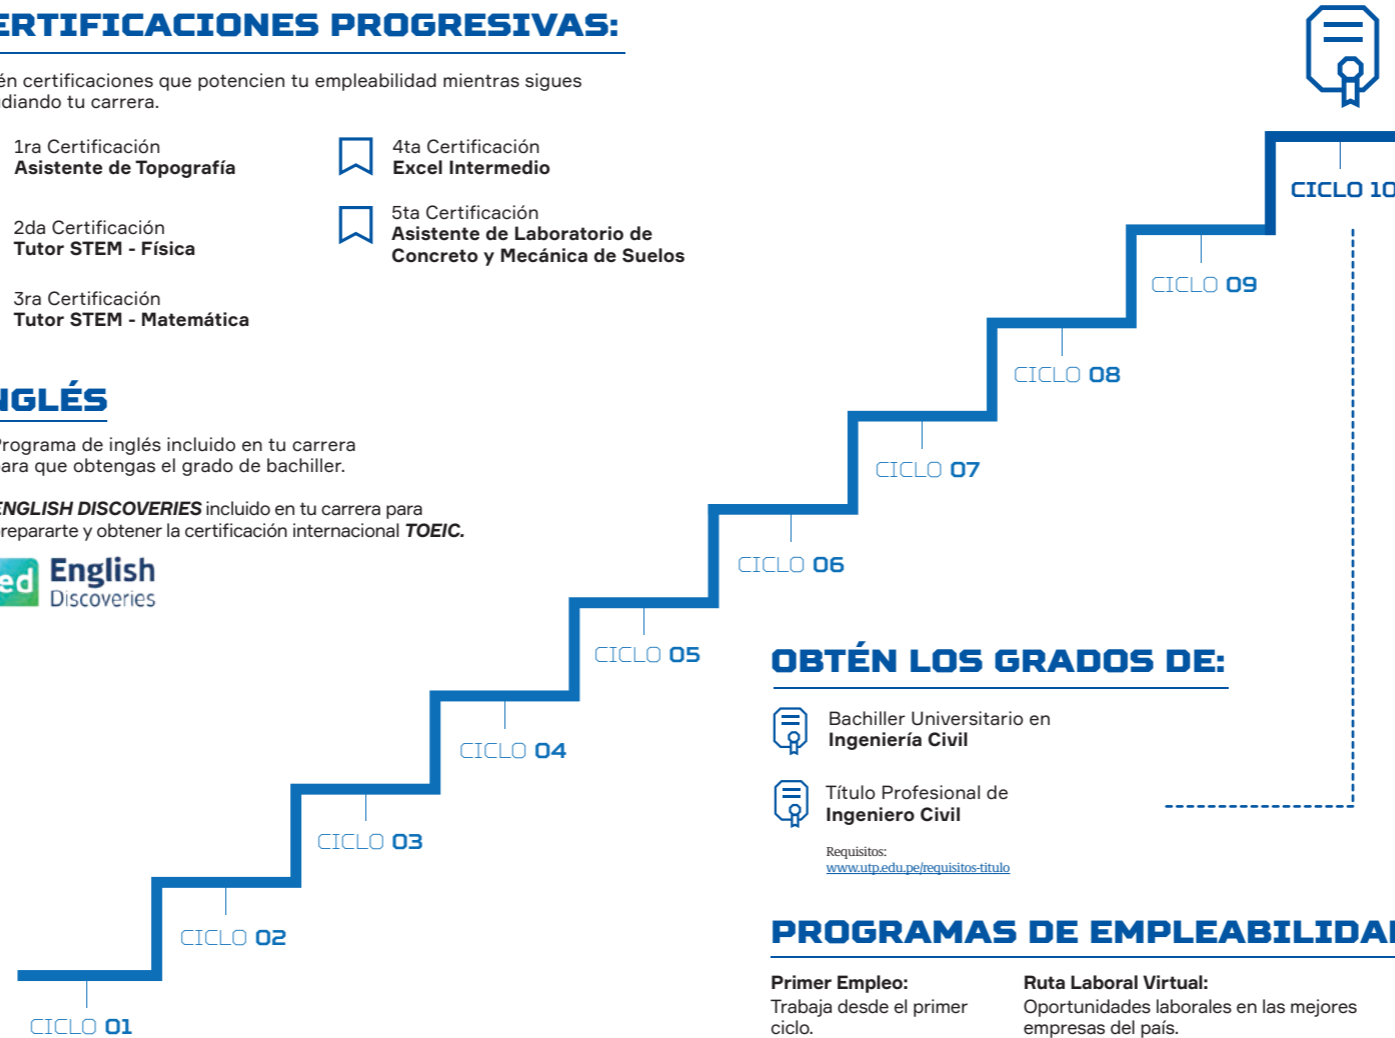 ERTIFICACIONES PROGRESIVAS:
én certificaciones que potencien tu empleabilidad mientras sigues
diando tu carrera.
1ra Certificación
Asistente de Topografía
2da Certificación
Tutor STEM - Física
3ra Certificación
Tutor STEM - Matemática
4ta Certificación
Excel Intermedio
5ta Certificación
Asistente de Laboratorio de
Concreto y Mecánica de Suelos
NGLÉS
Programa de inglés incluido en tu carrera
para que obtengas el grado de bachiller.
ENGLISH DISCOVERIES incluido en tu carrera para
prepararte y obtener la certificación internacional TOEIC.
ed English
Discoveries
CICLO 01
CICLO 02
CICLO 03
CICLO 04
CICLO 05
CICLO 06
CICLO 07
CICLO 08
CICLO 09
CICLO 10
OBTÉN LOS GRADOS DE:
Bachiller Universitario en
Ingeniería Civil
Título Profesional de
Ingeniero Civil
Requisitos:
www.utp.edu.pe/requisitos-titulo
PROGRAMAS DE EMPLEABILIDAD
Primer Empleo:
Trabaja desde el primer
ciclo.
Ruta Laboral Virtual:
Oportunidades laborales en las mejores
empresas del país.